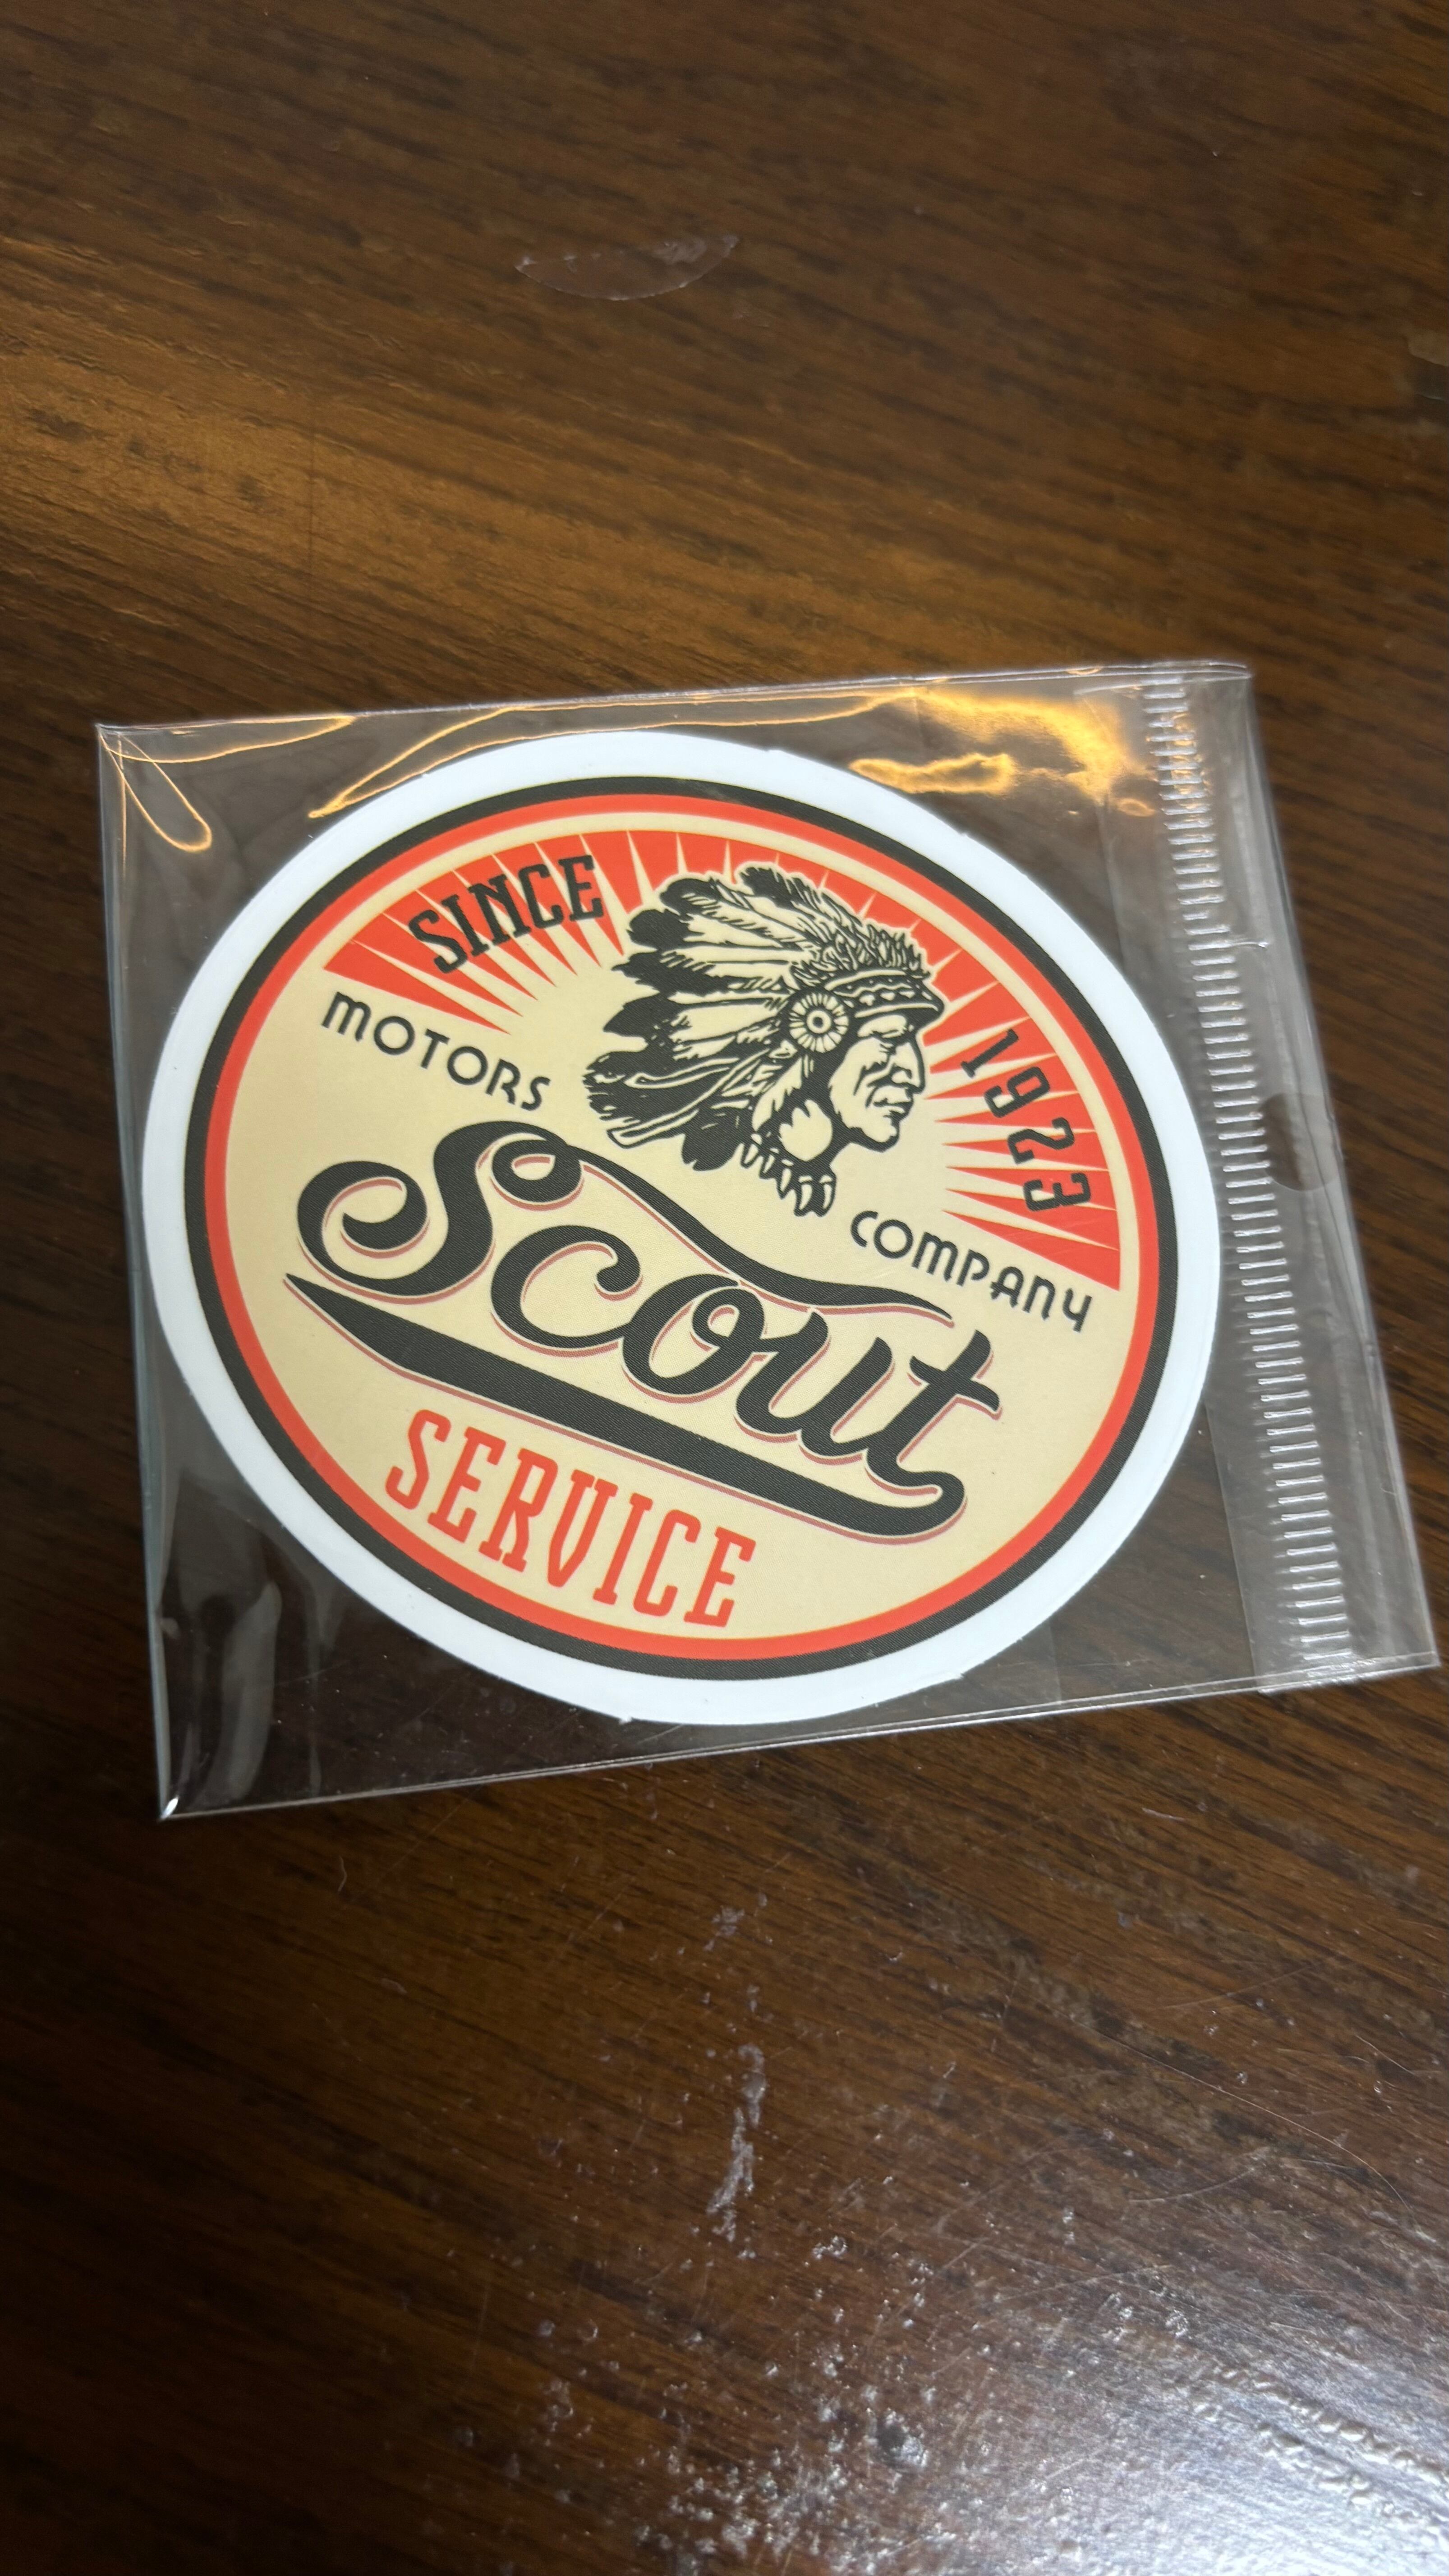 SINCE 1923
MOTORS COMPANY
Scout
SERVICE